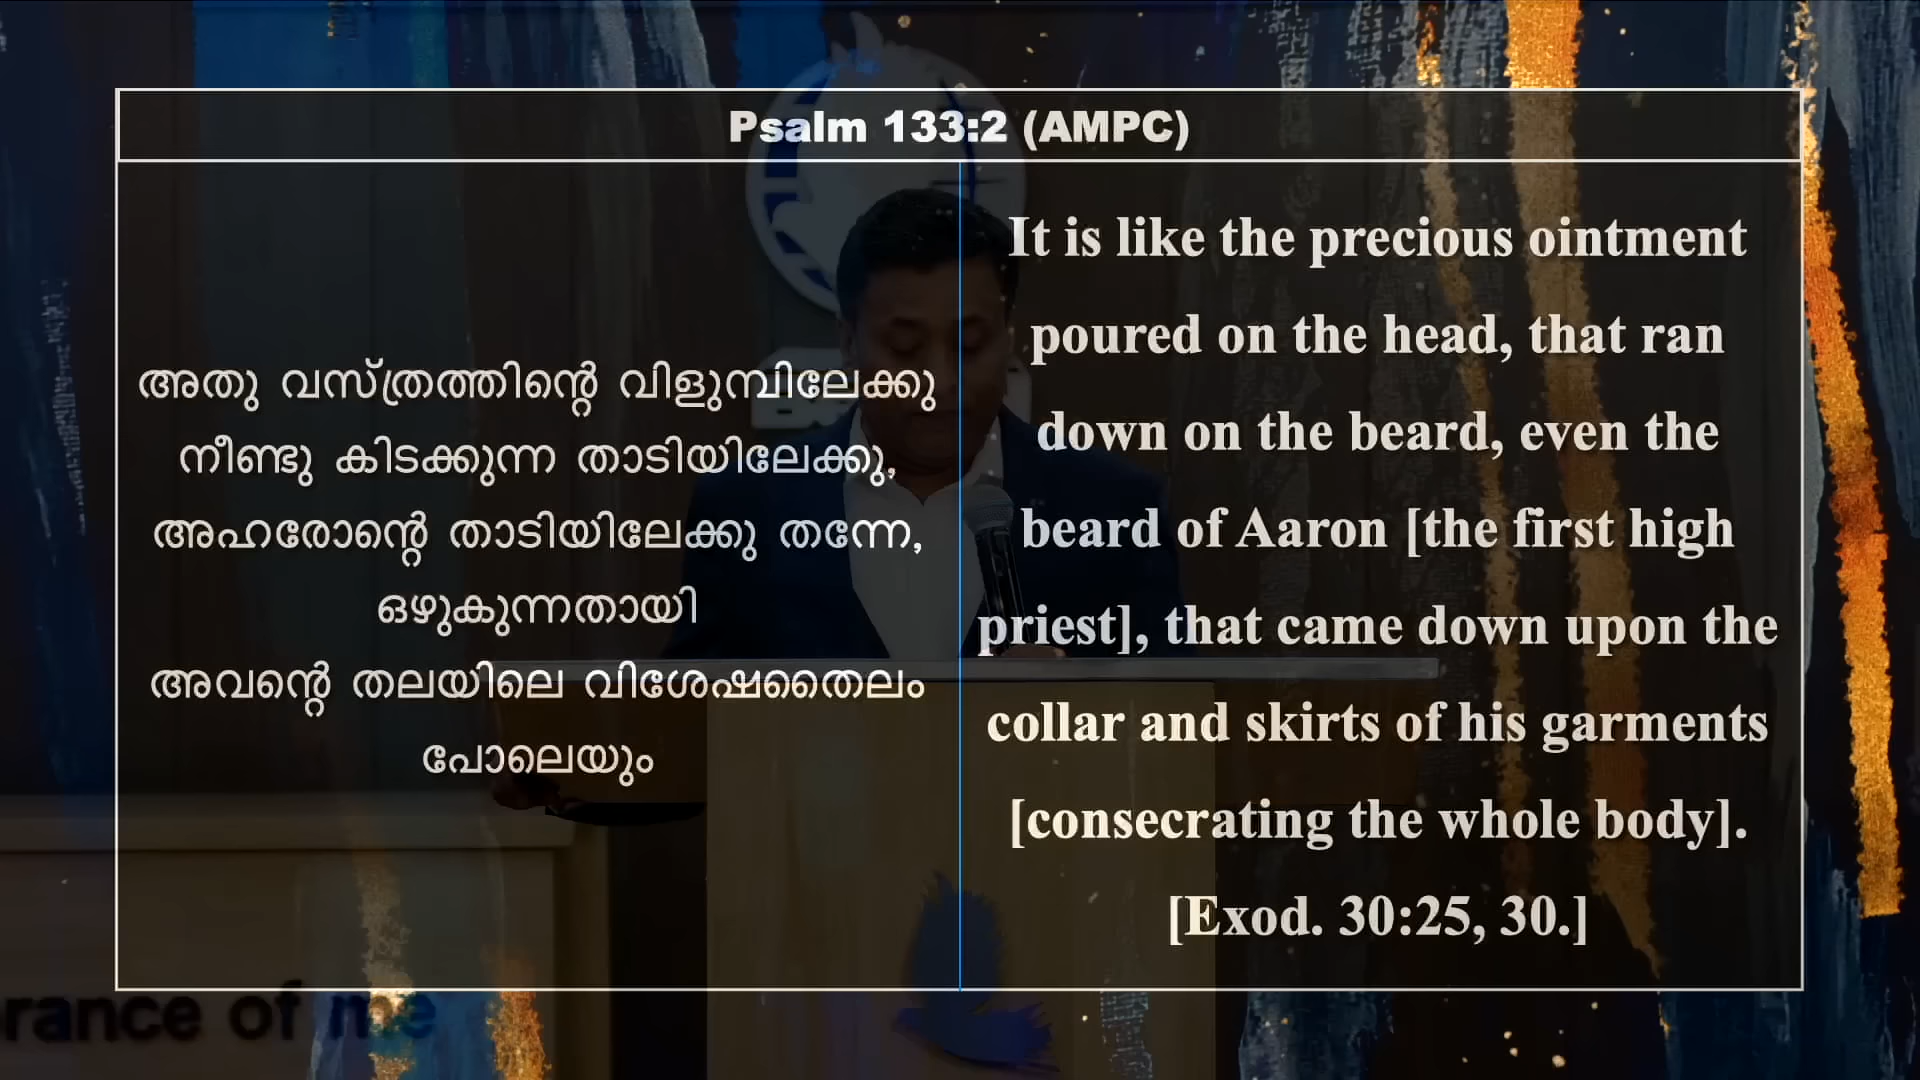 Psalm 133:2 (AMPC)
അതു വസ്ത്രത്തിന്റെ വിളുമ്പിലേക്കു
നീണ്ടു കിടക്കുന്ന താടിയിലേക്കു,
അഹരോന്റെ താടിയിലേക്കു തന്നേ,
ഒഴുകുന്നതായി
അവന്റെ തലയിലെ വിശേഷതൈലം
പോലെയും
It is like the precious ointment
poured on the head, that ran
down on the beard, even the
beard of Aaron [the first high
priest], that came down upon the
collar and skirts of his garments
[consecrating the whole body].
[Exod. 30:25, 30.]
rance of me